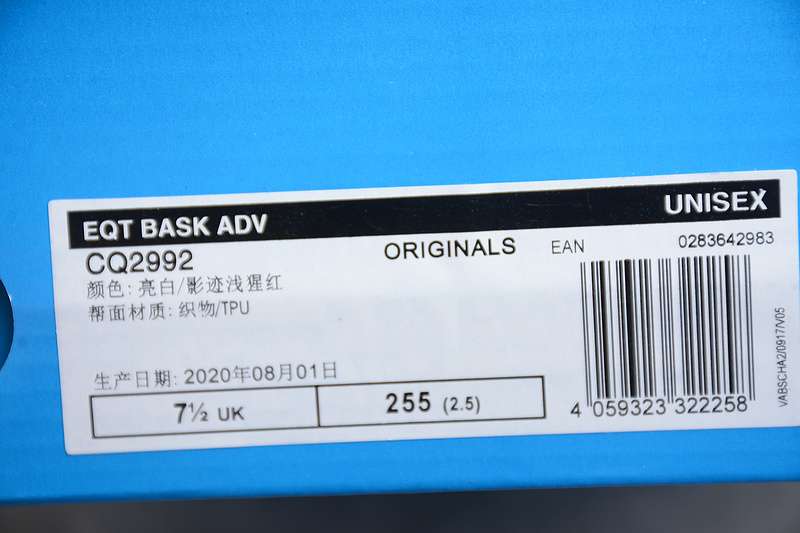 EQT BASK ADV UNISEX
CQ2992 ORIGINALS EAN 0283642983
颜色: 亮白/影迹浅猩红
帮面材质: 织物/TPU
生产日期: 2020年08月01日
7½ UK 255 (2.5)
4 059323 322258
VABSCHA2/0917/V05